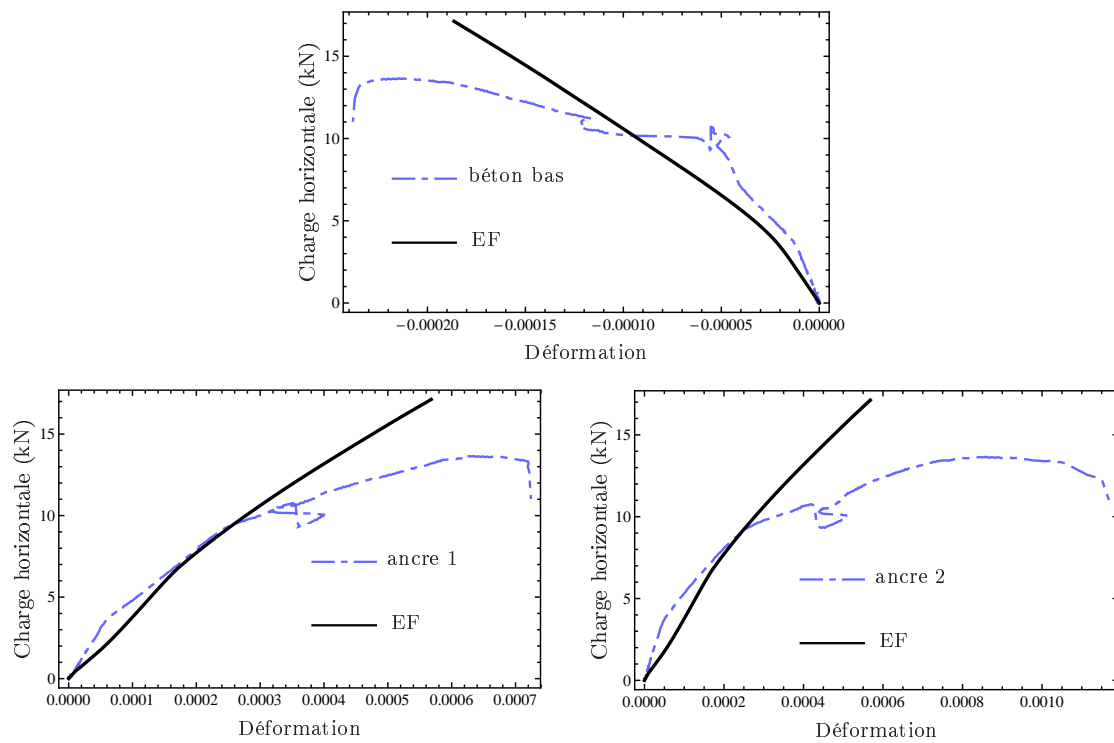 Charge horizontale (kN)
15
10
5
0
béton bas
EF
−0.00020 −0.00015 −0.00010 −0.00005 0.00000
Déformation
Charge horizontale (kN)
15
10
5
0
ancre 1
EF
0.0000 0.0001 0.0002 0.0003 0.0004 0.0005 0.0006 0.0007
Déformation
Charge horizontale (kN)
15
10
5
0
ancre 2
EF
0.0000 0.0002 0.0004 0.0006 0.0008 0.0010
Déformation